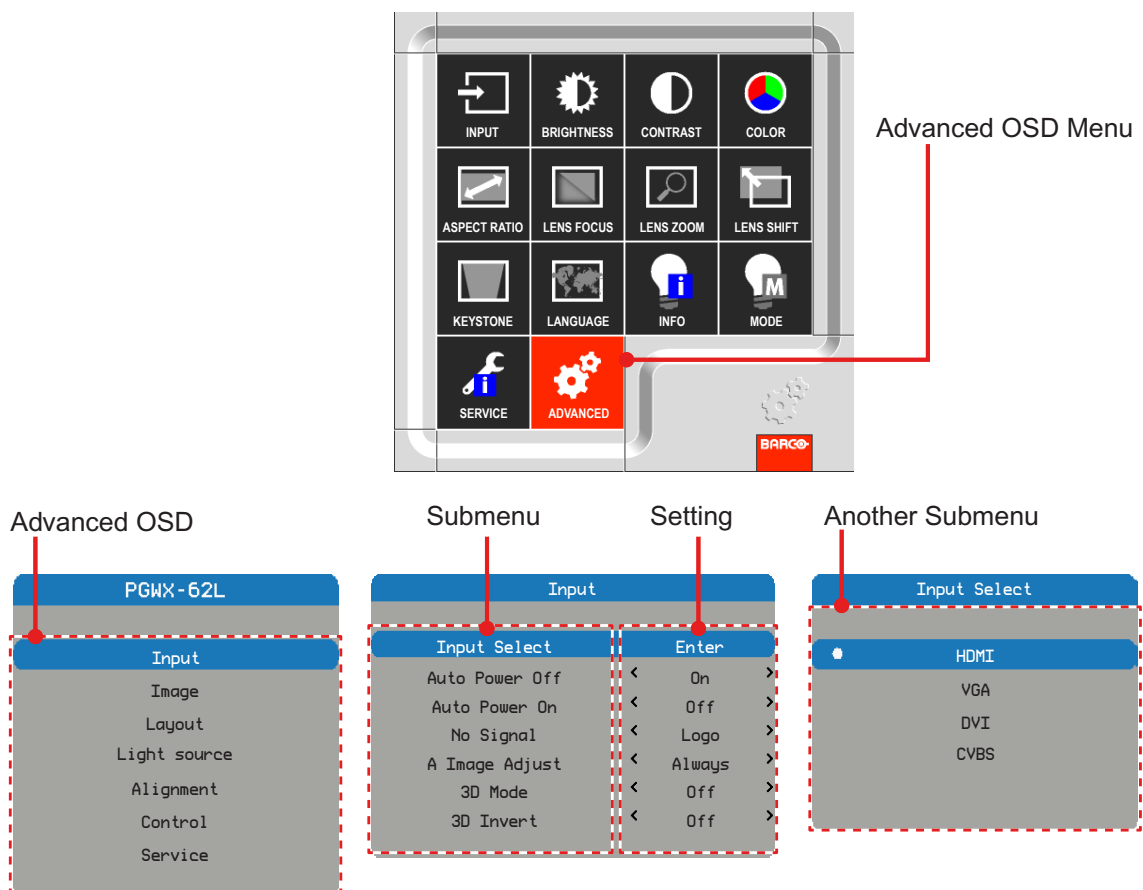 INPUT
BRIGHTNESS
CONTRAST
COLOR
Advanced OSD Menu
ASPECT RATIO
LENS FOCUS
LENS ZOOM
LENS SHIFT
KEYSTONE
LANGUAGE
i
INFO
M
MODE
i
SERVICE
ADVANCED
BARCO
Advanced OSD
Submenu
Setting
Another Submenu
PGWX-62L
Input
Image
Layout
Light source
Alignment
Control
Service
Input
Input Select Enter
Auto Power Off < On >
Auto Power On < Off >
No Signal < Logo >
A Image Adjust < Always >
3D Mode < Off >
3D Invert < Off >
Input Select
HDMI
VGA
DVI
CVBS